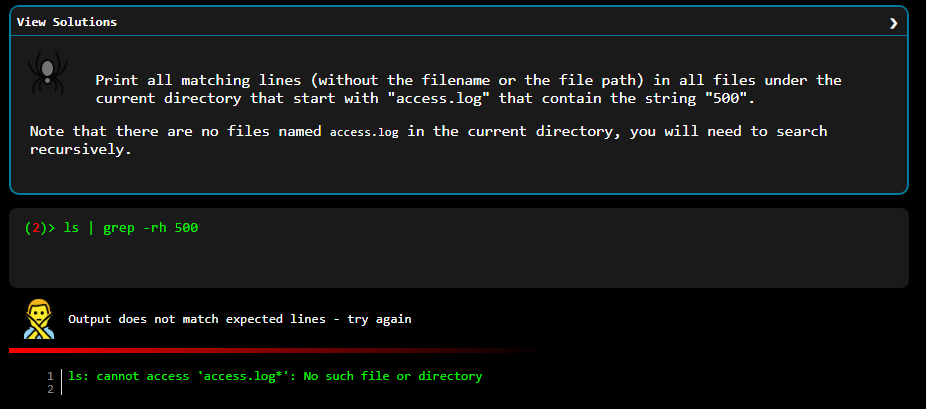 View Solutions ❯
Print all matching lines (without the filename or the file path) in all files under the
current directory that start with "access.log" that contain the string "500".
Note that there are no files named access.log in the current directory, you will need to search
recursively.
(2)> ls | grep -rh 500
Output does not match expected lines - try again
1 ls: cannot access 'access.log*': No such file or directory
2